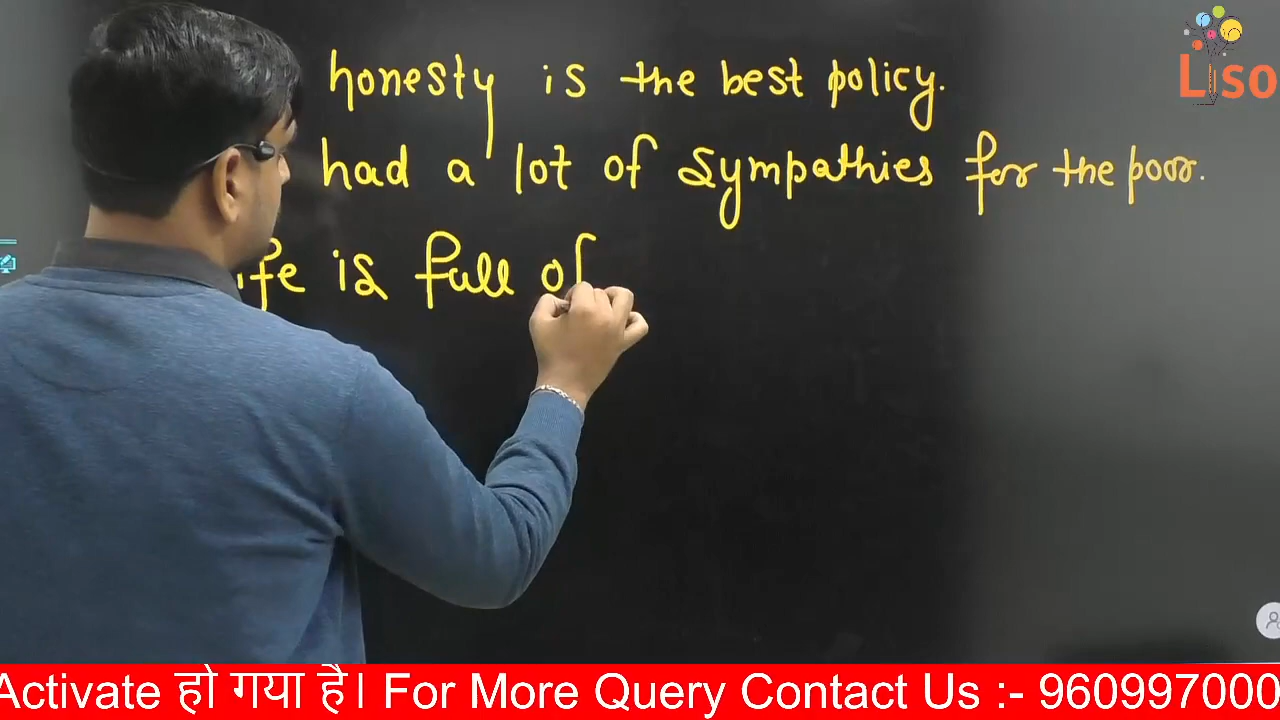 honesty is the best policy.
had a lot of sympathies for the poor.
ife is full of
Liso
Activate हो गया है। For More Query Contact Us :- 960997000